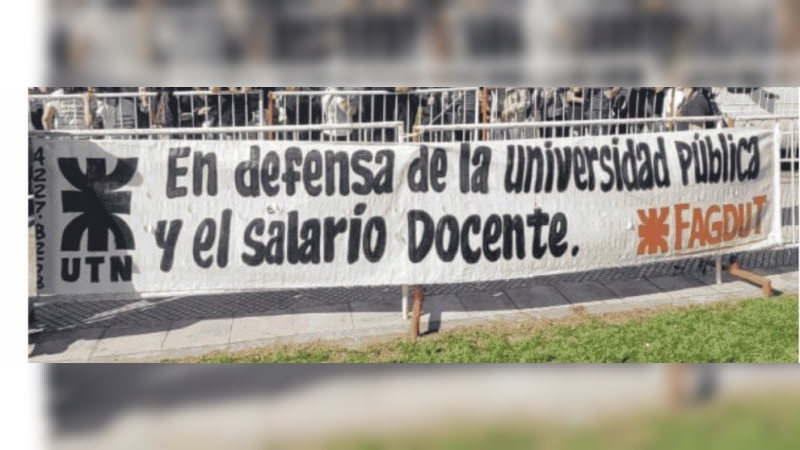 En defensa de la universidad Pública
y el salario Docente.
UTN
FAGDUT